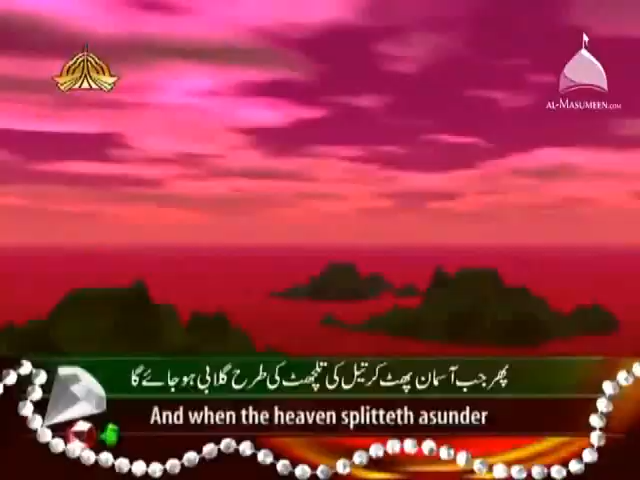 AL-MASUMEEN.COM
پھر جب آسمان پھٹ کر تیل کی تلچھٹ کی طرح گلابی ہو جائے گا
And when the heaven splitteth asunder